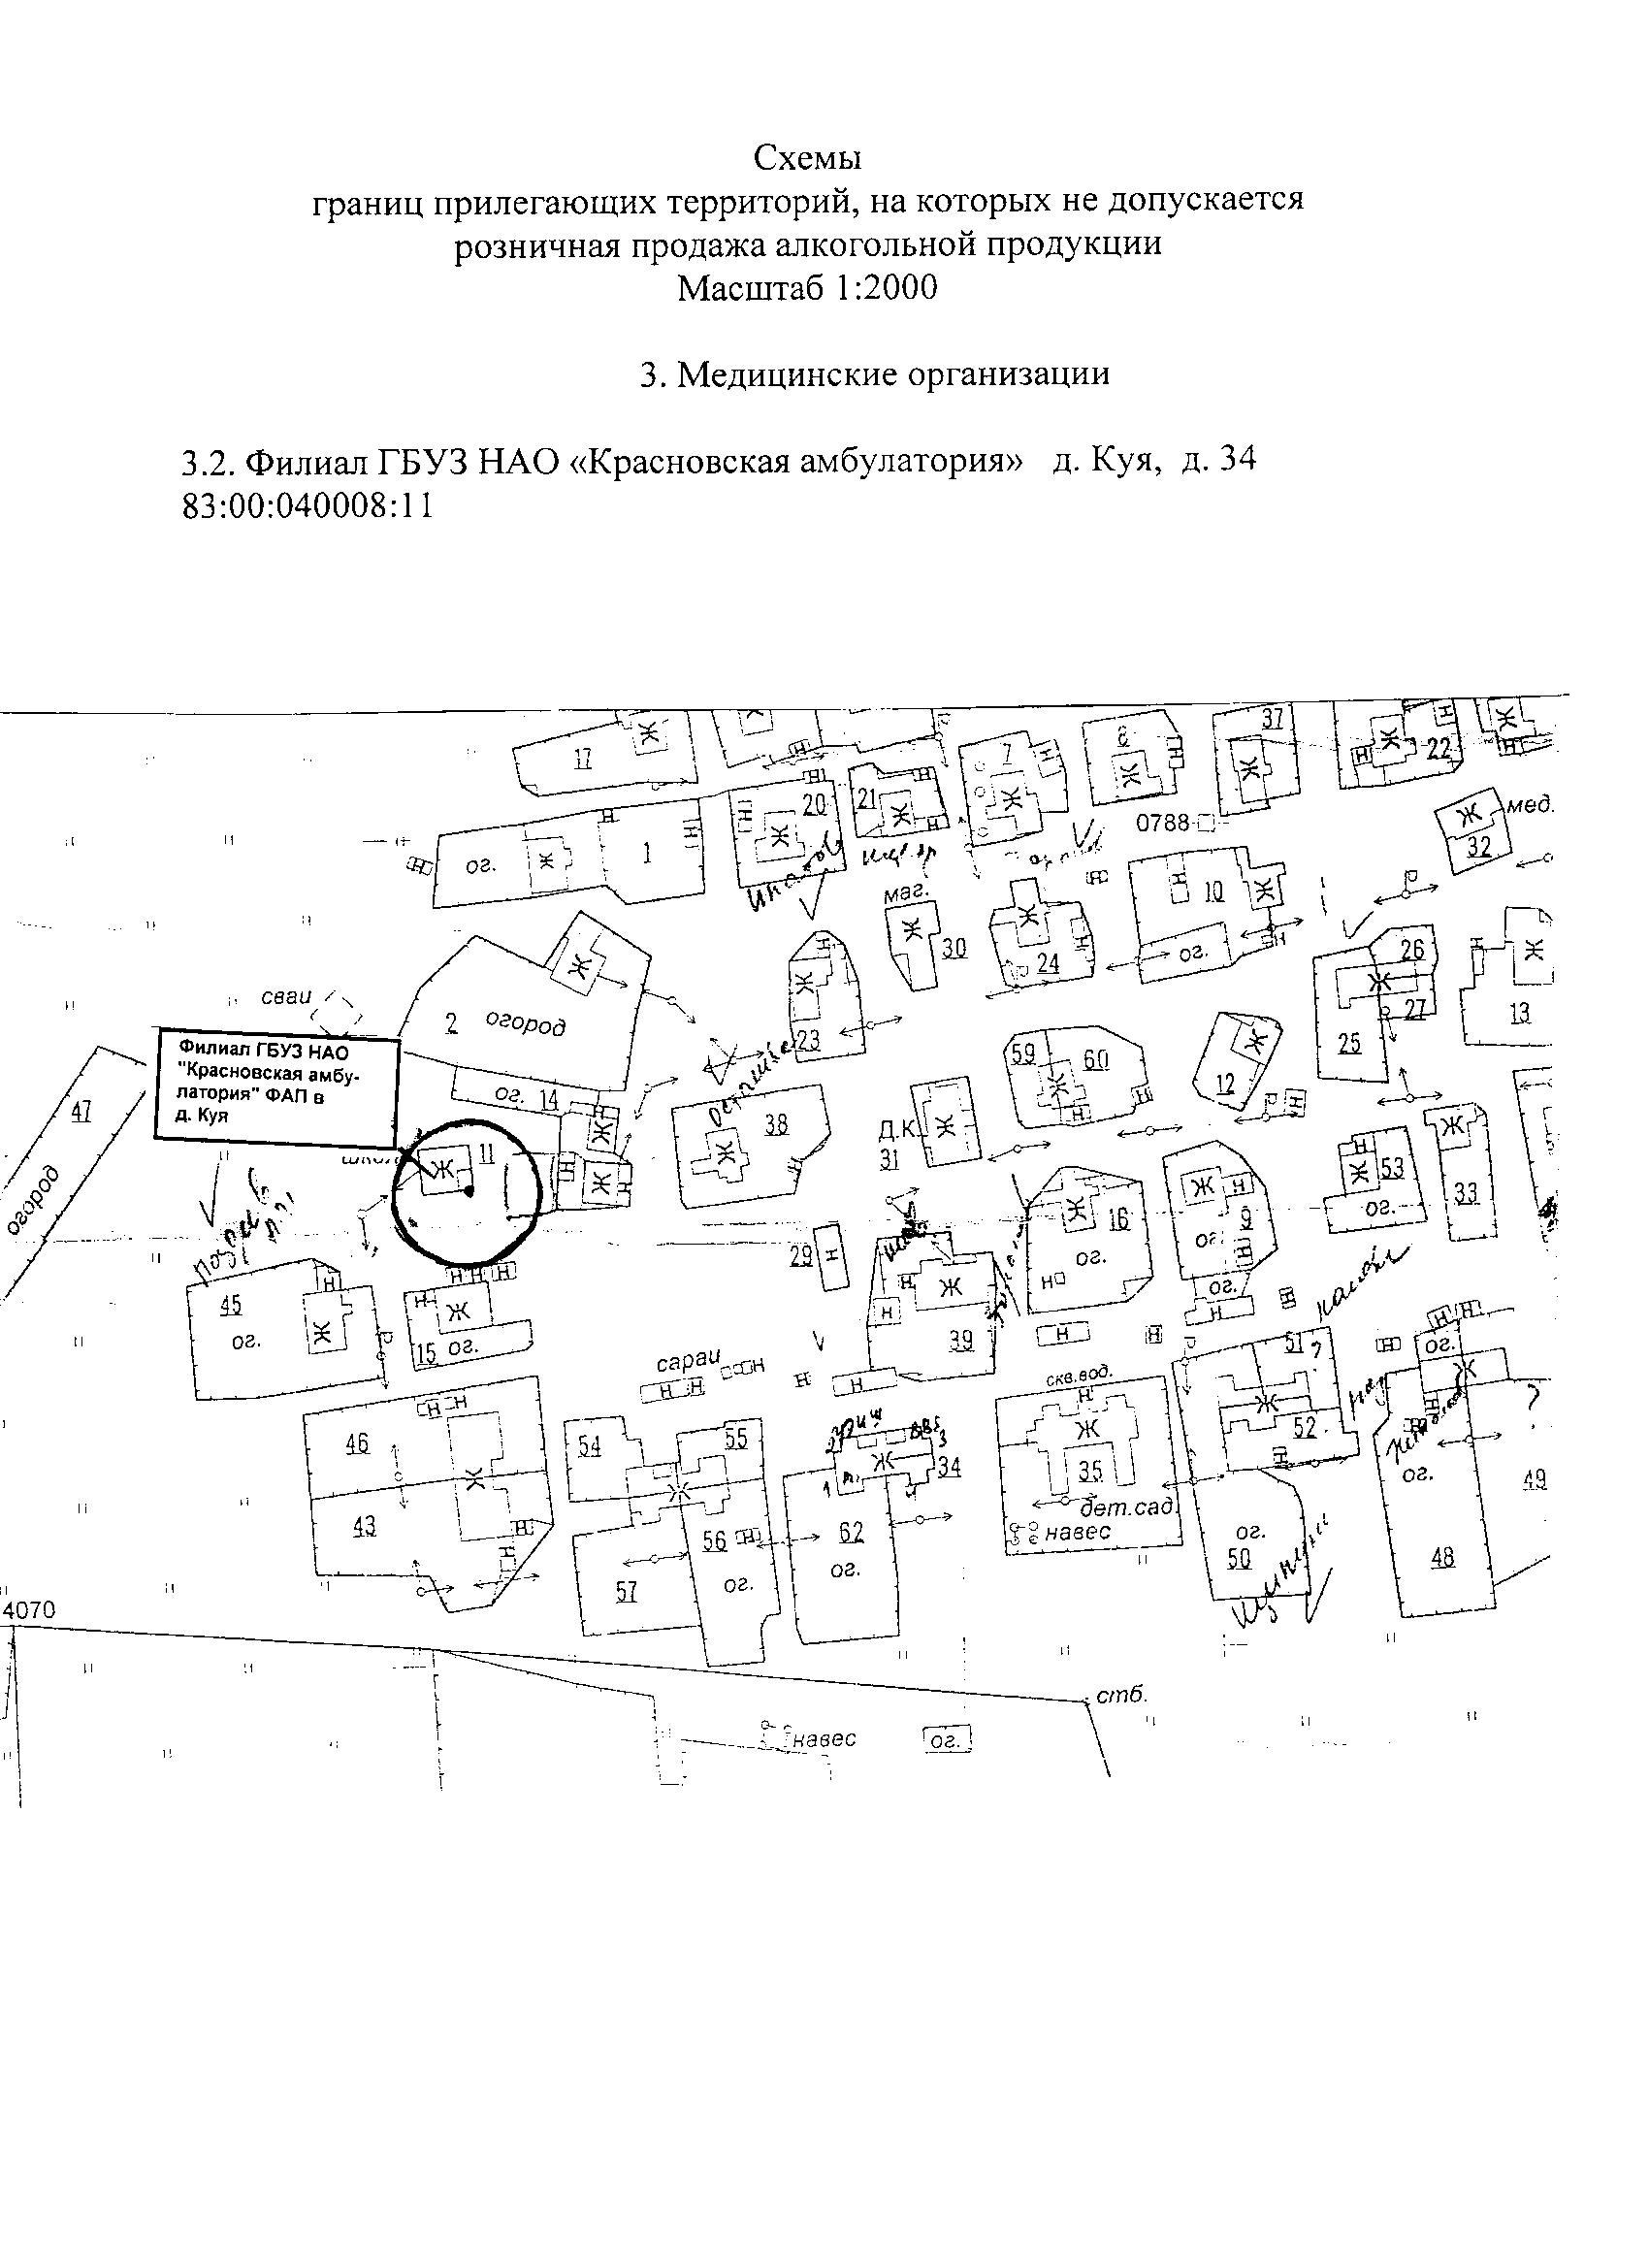 Схемы
границ прилегающих территорий, на которых не допускается
розничная продажа алкогольной продукции
Масштаб 1:2000
3. Медицинские организации
3.2. Филиал ГБУЗ НАО «Красновская амбулатория» д. Куя, д. 34
83:00:040008:11
17 Ж Ж Н
7 Н 8 Ж Н 37 Ж Н Ж Н 22 Ж Н
ог. Ж Н 1 Н
Н 20 Ж Н
21 Ж Н
Ж
0788
Ж мед.
32
маг.
Ж 30
Ж 24
Н 10 Ж
ог. Н
26
Ж
27
25
Ж
13
сваи
2 огород
Ж
Н
Ж
23
59 60
Ж
Н
Ж
12
Н
Филиал ГБУЗ НАО
"Красновская амбу-
латория" ФАП в
д. Куя
47
огород
ог. 14
Н
Ж
Ж 11
Н Ж Н
38
Ж
Н
Д.К. Ж
31
Ж 16
ог.
Н
Ж Н
9
Н
ог.
Н
Н
Ж 53
ог.
Ж
33
29 Н
45
ог.
Н
Ж
Н Н Н
Н Ж
15 ог.
Н
Н
Ж
39
сараи
Н Н
Н
Н
Н
Н
Н
скв.вод.
Н
Ж
35
дет.сад
навес
51
Ж
52
Н
Н Н
ог.
Ж
Н
ог.
48
49
46
43
Н Н
Ж
Н
Н
54 55
Ж
56
57
ог.
Н
3
Ж 34
1
62
ог.
ог.
50
4070
стб.
навес
ог.